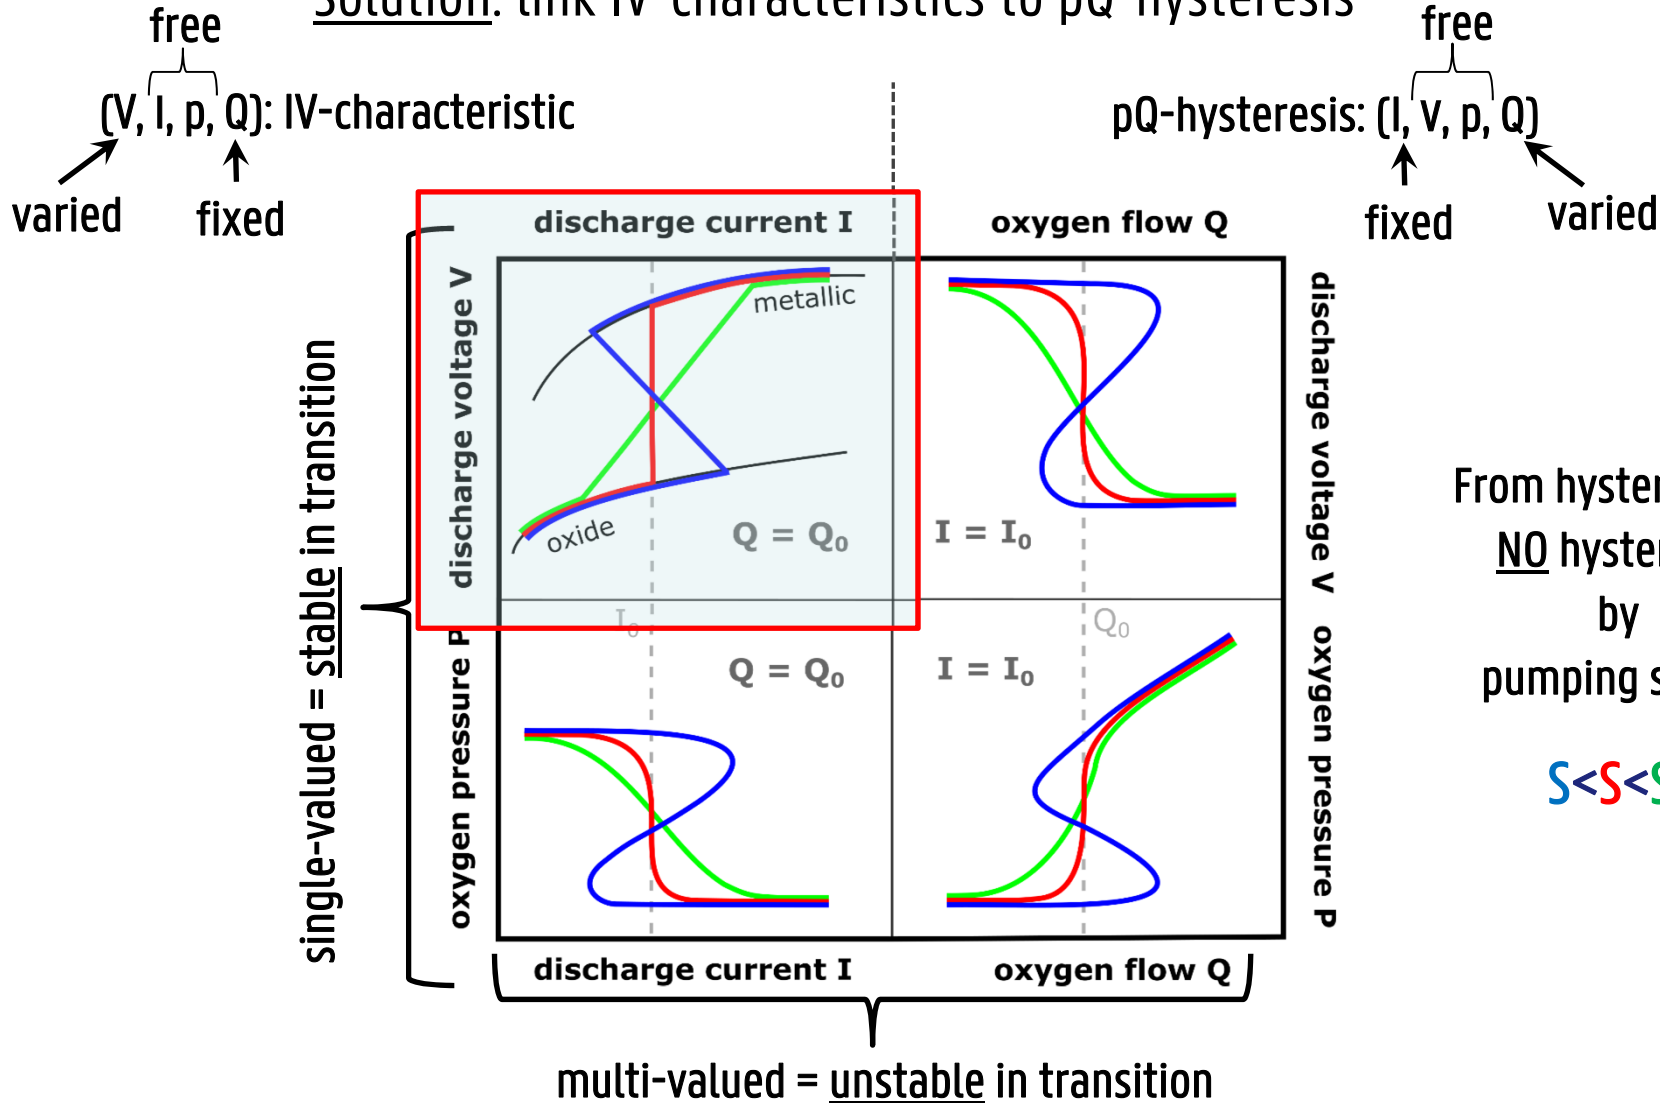 Solution: link IV-characteristics to pQ-hysteresis
free
free
(V, I, p, Q): IV-characteristic
pQ-hysteresis: (I, V, p, Q)
varied
fixed
fixed
varied
discharge current I
oxygen flow Q
discharge voltage V
metallic
oxide
Q = Q₀
I = I₀
discharge voltage V
I₀
Q₀
single-valued = stable in transition
oxygen pressure P
Q = Q₀
I = I₀
oxygen pressure P
discharge current I
oxygen flow Q
multi-valued = unstable in transition
From
NO
by
pumping
S<S<S